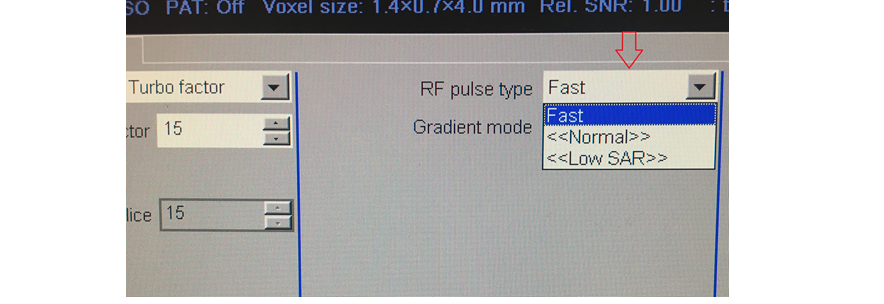 SO PAT: Off Voxel size: 1.4×0.7×4.0 mm Rel. SNR: 1.00 :
Turbo factor
RF pulse type Fast
Fast
ctor 15
Gradient mode
<<Normal>>
<<Low SAR>>
lice 15